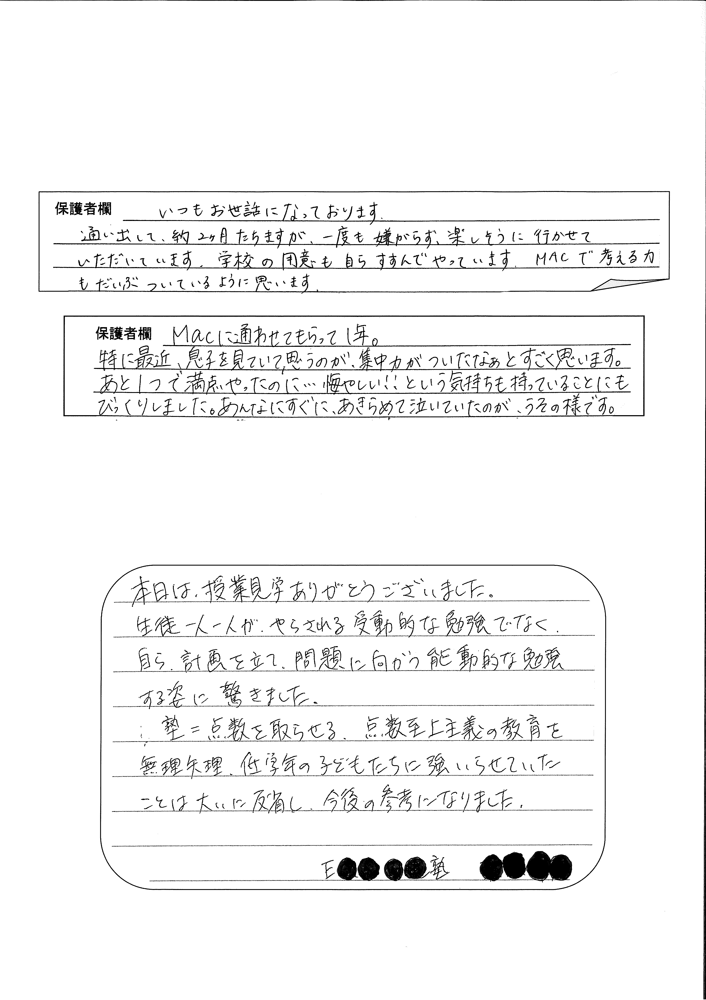 保護者欄 いつもお世話になっております.
通い出して、約2ヶ月たちますが、一度も嫌がらず、楽しそうに行かせて
いただいています. 学校の用意も自らすすんでやっています. MACで考える力
もだいぶついているように思います.
保護者欄 Macに通わせてもらって1年。
特に最近、息子を見ていて、思うのが、集中力がついたなぁとすごく思います。
あと1つで満点やったのに…悔やしい!!という気持ちも持っていることにも
びっくりしました。あんなにすぐに、あきらめて泣いていたのが、うその様です。
本日は、授業見学ありがとうございました。
生徒一人一人が、やらされる受動的な勉強でなく、
自ら、計画を立て、問題に向かう能動的な勉強
する姿に驚きました。
塾=点数を取らせる、点数至上主義の教育を
無理矢理、低学年の子どもたちに強いらせていた
ことは大いに反省し、今後の参考になりました.
E 塾